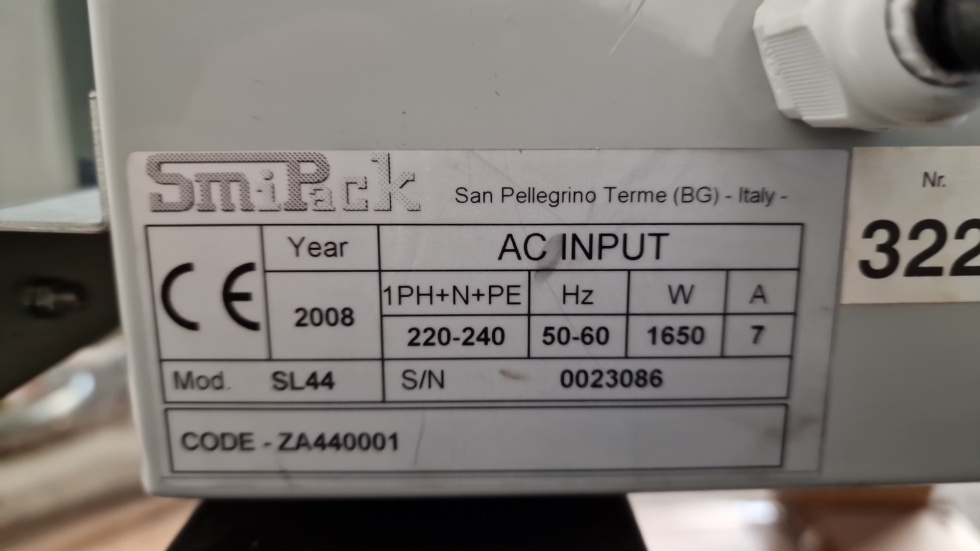 SmiPack San Pellegrino Terme (BG) - Italy -
CE Year AC INPUT
2008 1PH+N+PE Hz W A
220-240 50-60 1650 7
Mod. SL44 S/N 0023086
CODE - ZA440001
Nr.
322